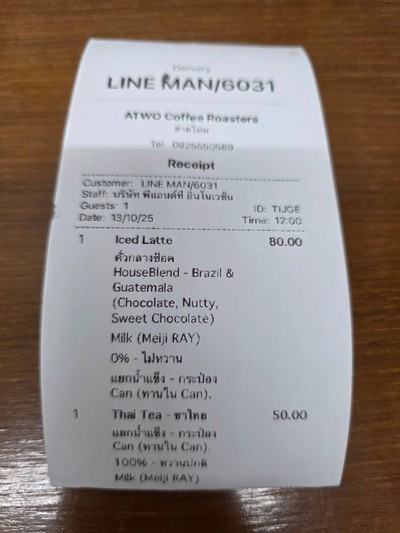 Delivery
LINE MAN/6031
ATWO Coffee Roasters
Tel: 0926660669
Receipt
Customer: LINE MAN/6031
Staff: บริษัท พีแอนด์ที อินโนเวชั่น
Guests: 1 ID: TIJGE
Date: 13/10/25 Time: 12:00
1 Iced Latte 80.00
คั่วกลางช็อค
HouseBlend - Brazil &
Guatemala
(Chocolate, Nutty,
Sweet Chocolate)
Milk (Meiji RAY)
0% - ไม่หวาน
แยกน้ำแข็ง - กระป๋อง
Can (ทานใน Can).
1 Thai Tea - ชาไทย 50.00
แยกน้ำแข็ง - กระป๋อง
Can (ทานใน Can).
100% - หวานปกติ
Milk (Meiji RAY)